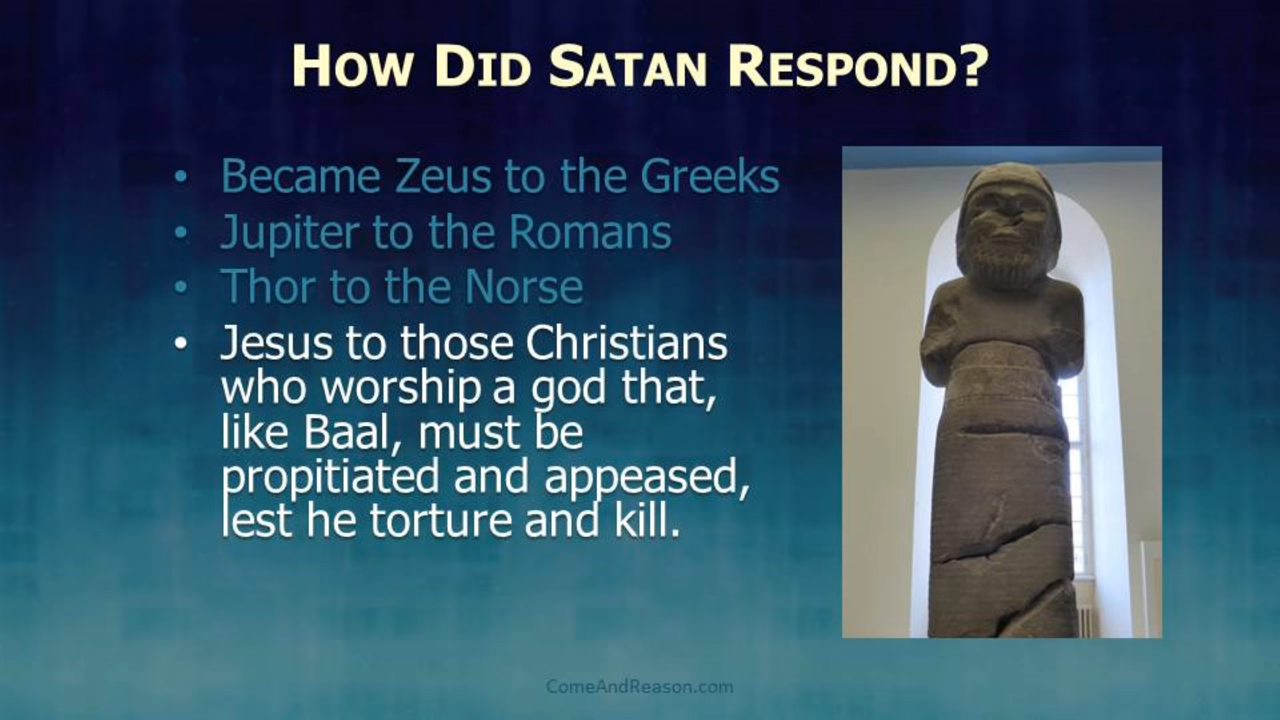 How Did Satan Respond?
• Became Zeus to the Greeks
• Jupiter to the Romans
• Thor to the Norse
• Jesus to those Christians
who worship a god that,
like Baal, must be
propitiated and appeased,
lest he torture and kill.
ComeAndReason.com